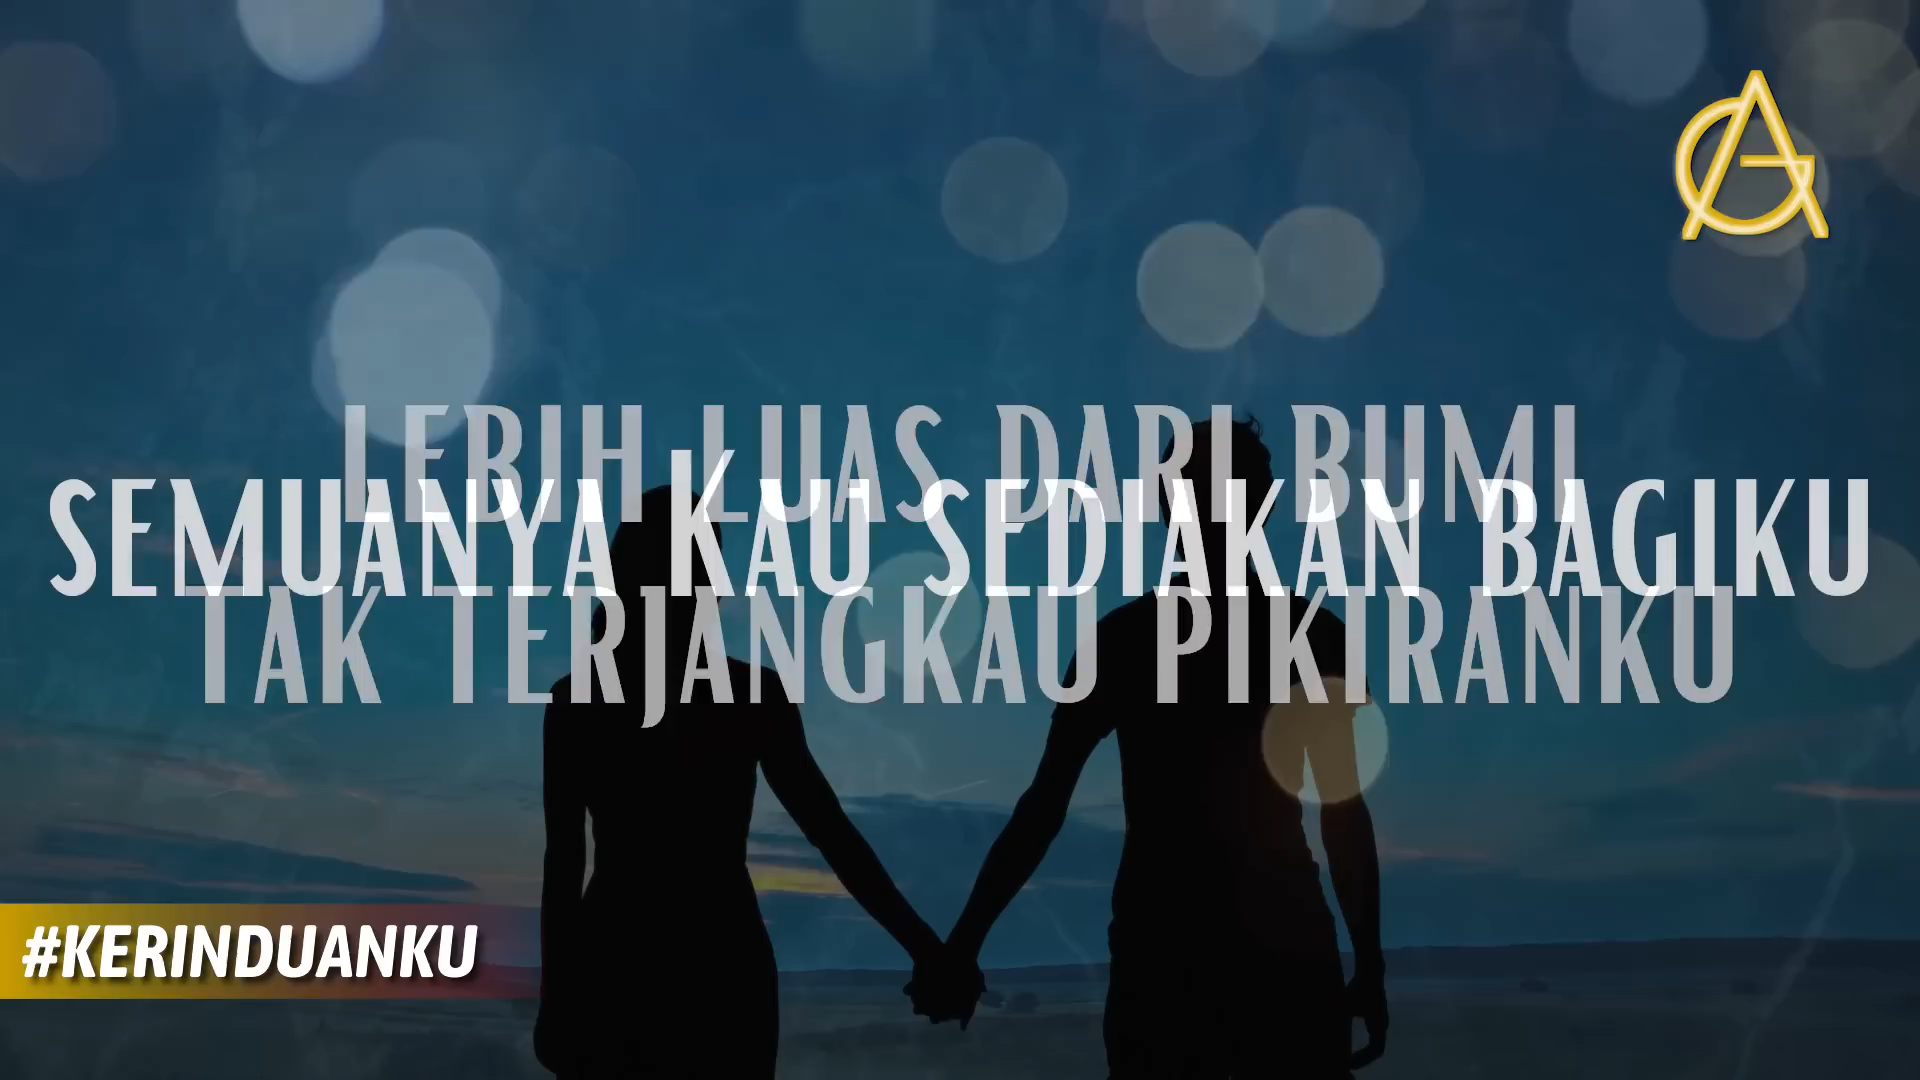 LEBIH LUAS DARI BUMI
SEMUANYA KAU SEDIAKAN BAGIKU
TAK TERJANGKAU PIKIRANKU
#KERINDUANKU